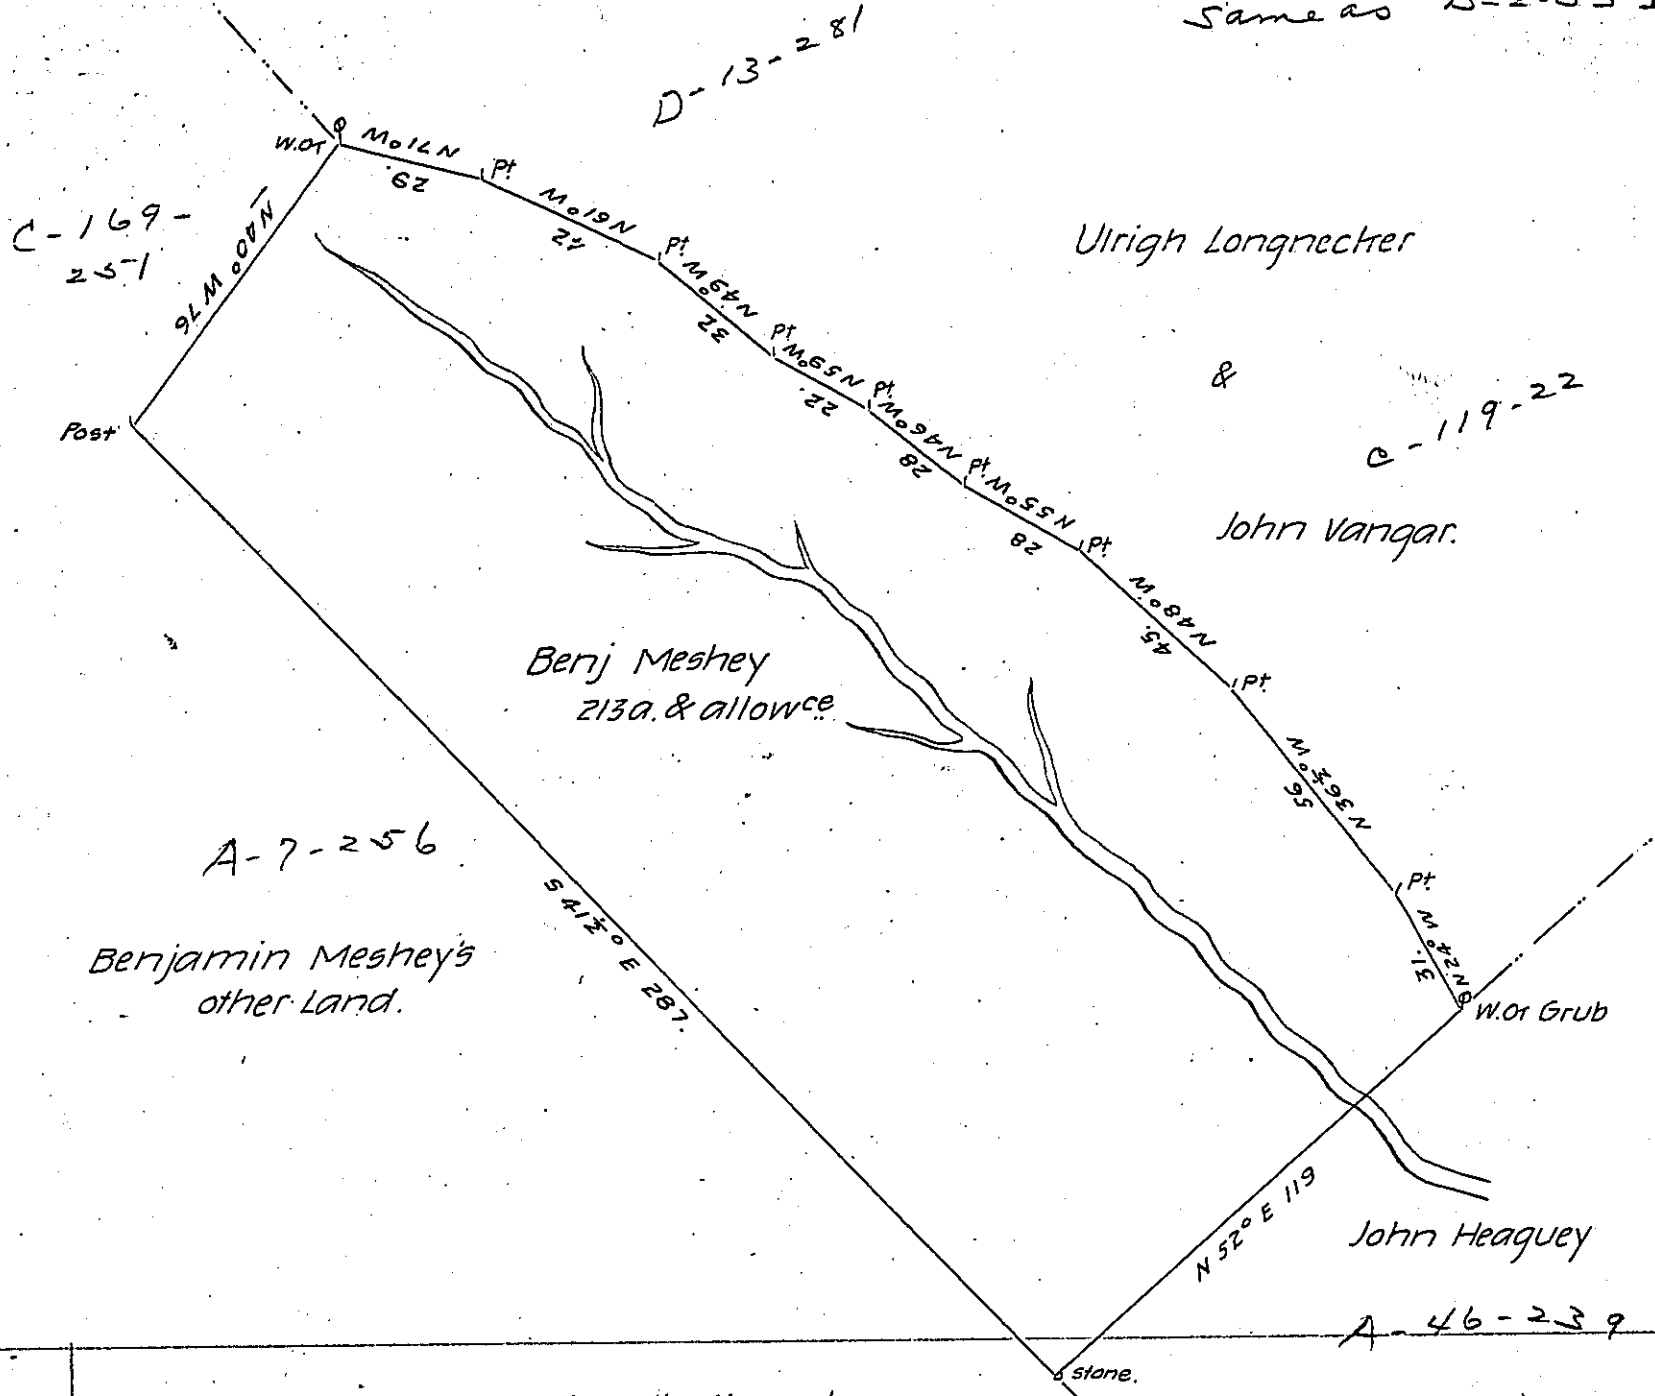 Same as
D-13-281
W.O?
N71°W
29.
Pt.
N61°W
42
Pt.
N49°W
32
Pt.
N59°W
22.
Pt.
N46°W
28
Pt.
N55°W
28
Pt.
N48°W
45.
Pt.
N36½°W
56
Pt.
N24°W
31.
W.Or Grub
C-169-
251
N40°W 76
Post
Ulrigh Longnecker
&
C-119-22
John Vangar.
Benj Meshey
213a. & allowce
A-7-256
Benjamin Meshey's
other Land.
S 41½° E 287.
N 52° E 119
John Heaguey
A-46-239
stone.